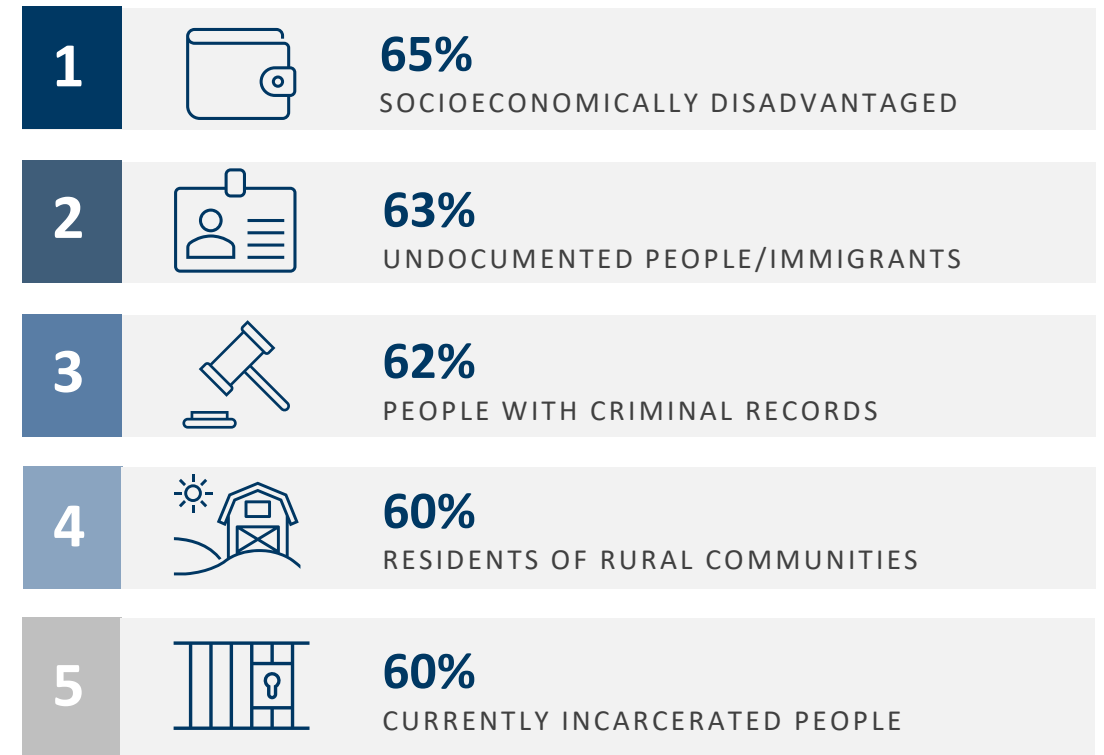 1
65%
SOCIOECONOMICALLY DISADVANTAGED
2
63%
UNDOCUMENTED PEOPLE/IMMIGRANTS
3
62%
PEOPLE WITH CRIMINAL RECORDS
4
60%
RESIDENTS OF RURAL COMMUNITIES
5
60%
CURRENTLY INCARCERATED PEOPLE